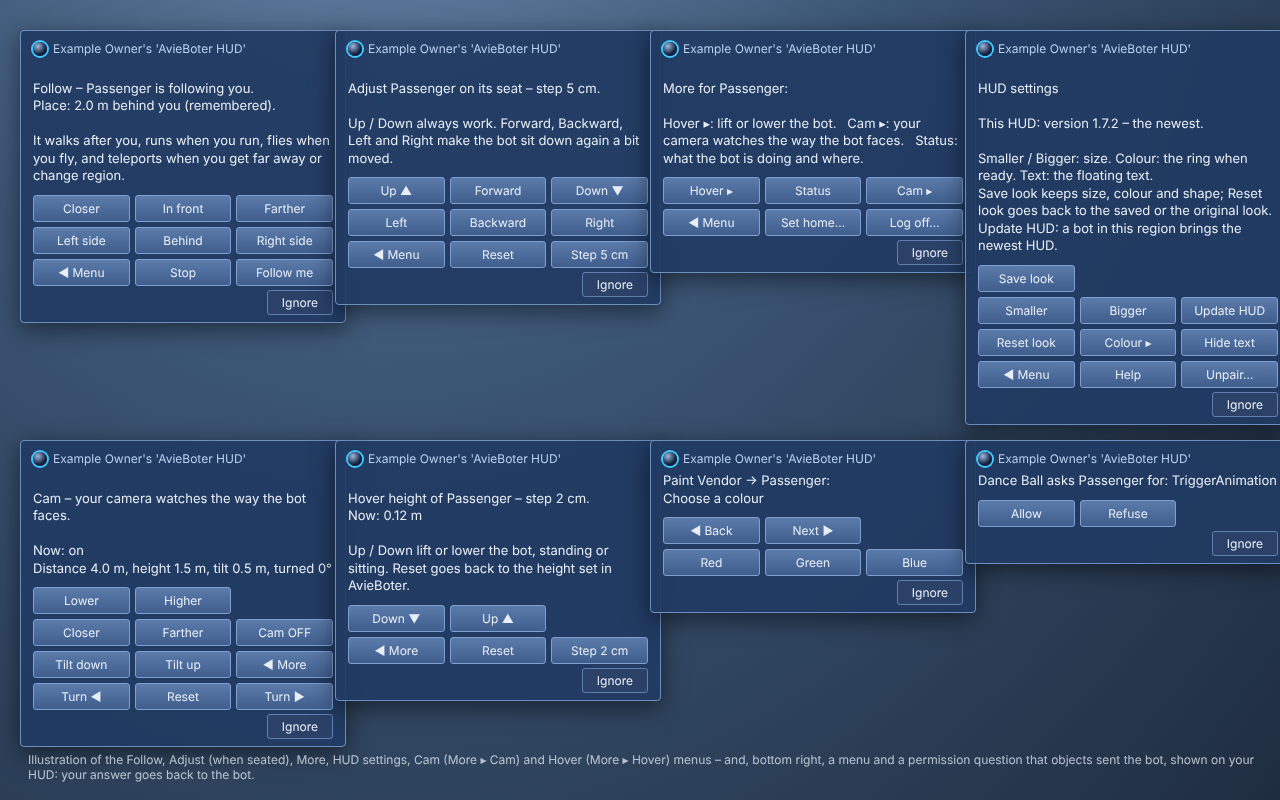 Example Owner's 'AvieBoter HUD'
Follow – Passenger is following you.
Place: 2.0 m behind you (remembered).
It walks after you, runs when you run, flies when
you fly, and teleports when you get far away or
change region.
Closer
In front
Farther
Left side
Behind
Right side
◀ Menu
Stop
Follow me
Ignore
Example Owner's 'AvieBoter HUD'
Adjust Passenger on its seat – step 5 cm.
Up / Down always work. Forward, Backward,
Left and Right make the bot sit down again a bit
moved.
Up ▲
Forward
Down ▼
Left
Backward
Right
◀ Menu
Reset
Step 5 cm
Ignore
Example Owner's 'AvieBoter HUD'
More for Passenger:
Hover ▸: lift or lower the bot.   Cam ▸: your
camera watches the way the bot faces.   Status:
what the bot is doing and where.
Hover ▸
Status
Cam ▸
◀ Menu
Set home...
Log off...
Ignore
Example Owner's 'AvieBoter HUD'
HUD settings
This HUD: version 1.7.2 – the newest.
Smaller / Bigger: size. Colour: the ring when
ready. Text: the floating text.
Save look keeps size, colour and shape; Reset
look goes back to the saved or the original look.
Update HUD: a bot in this region brings the
newest HUD.
Save look
Smaller
Bigger
Update HUD
Reset look
Colour ▸
Hide text
◀ Menu
Help
Unpair...
Ignore
Example Owner's 'AvieBoter HUD'
Cam – your camera watches the way the bot
faces.
Now: on
Distance 4.0 m, height 1.5 m, tilt 0.5 m, turned 0°
Lower
Higher
Closer
Farther
Cam OFF
Tilt down
Tilt up
◀ More
Turn ◀
Reset
Turn ▶
Ignore
Example Owner's 'AvieBoter HUD'
Hover height of Passenger – step 2 cm.
Now: 0.12 m
Up / Down lift or lower the bot, standing or
sitting. Reset goes back to the height set in
AvieBoter.
Down ▼
Up ▲
◀ More
Reset
Step 2 cm
Ignore
Example Owner's 'AvieBoter HUD'
Paint Vendor → Passenger:
Choose a colour
◀ Back
Next ▶
Red
Green
Blue
Ignore
Example Owner's 'AvieBoter HUD'
Dance Ball asks Passenger for: TriggerAnimation
Allow
Refuse
Ignore
Illustration of the Follow, Adjust (when seated), More, HUD settings, Cam (More ▸ Cam) and Hover (More ▸ Hover) menus – and, bottom right, a menu and a permission question that objects sent the bot, shown on your
HUD: your answer goes back to the bot.